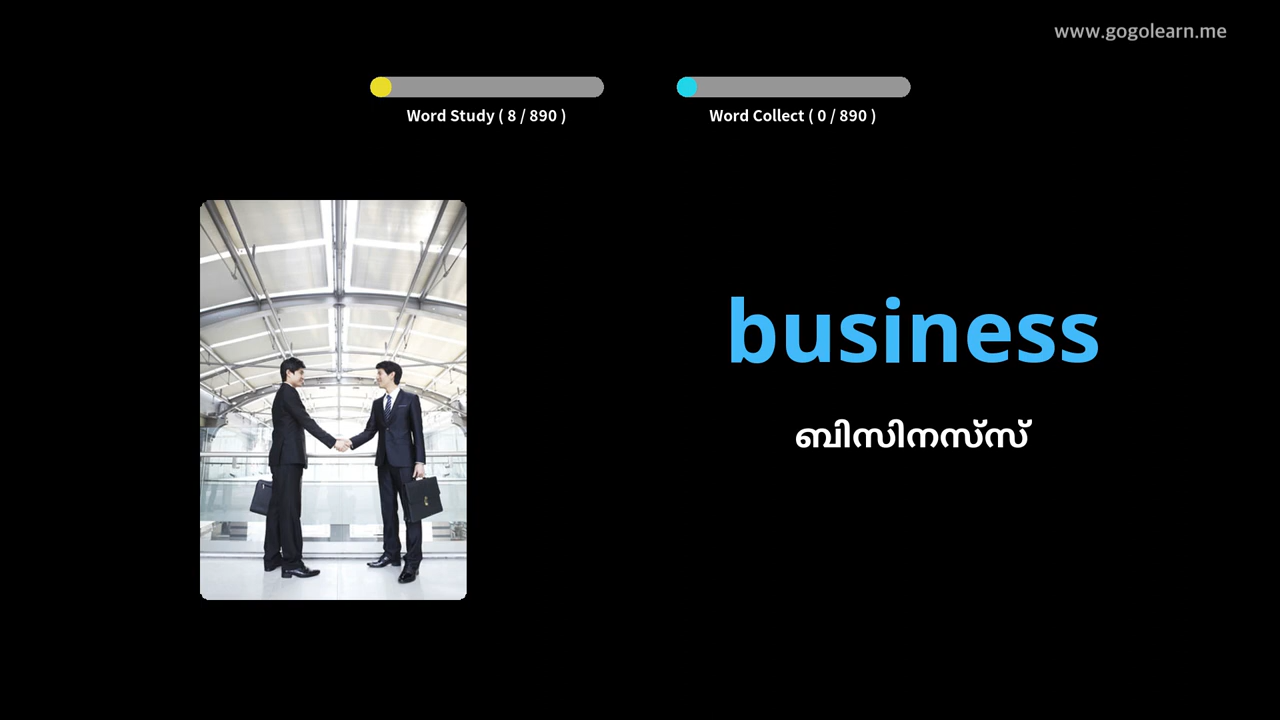 www.gogolearn.me
Word Study ( 8 / 890 )
Word Collect ( 0 / 890 )
business
ബിസിനസ്സ്